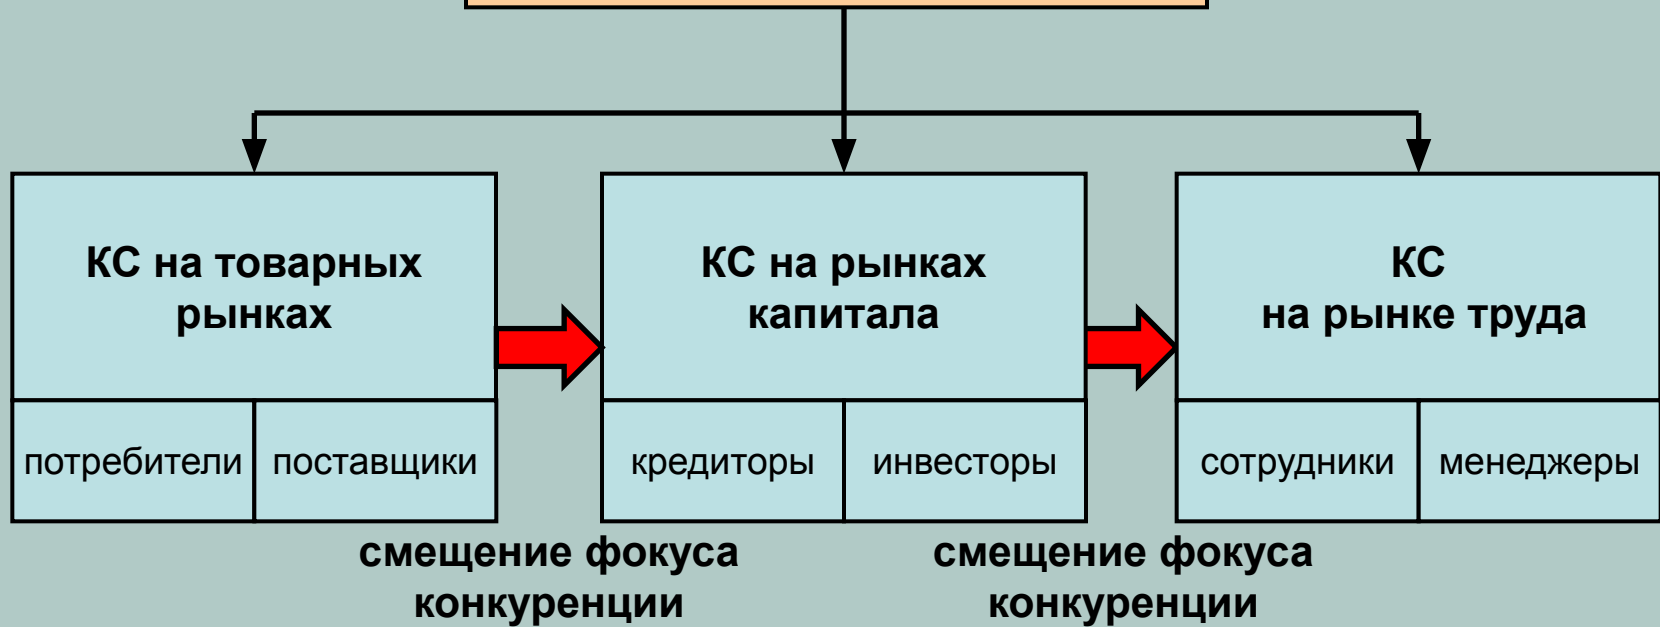 КС на товарных
рынках
КС на рынках
капитала
КС
на рынке труда
потребители
поставщики
кредиторы
инвесторы
сотрудники
менеджеры
смещение фокуса
конкуренции
смещение фокуса
конкуренции